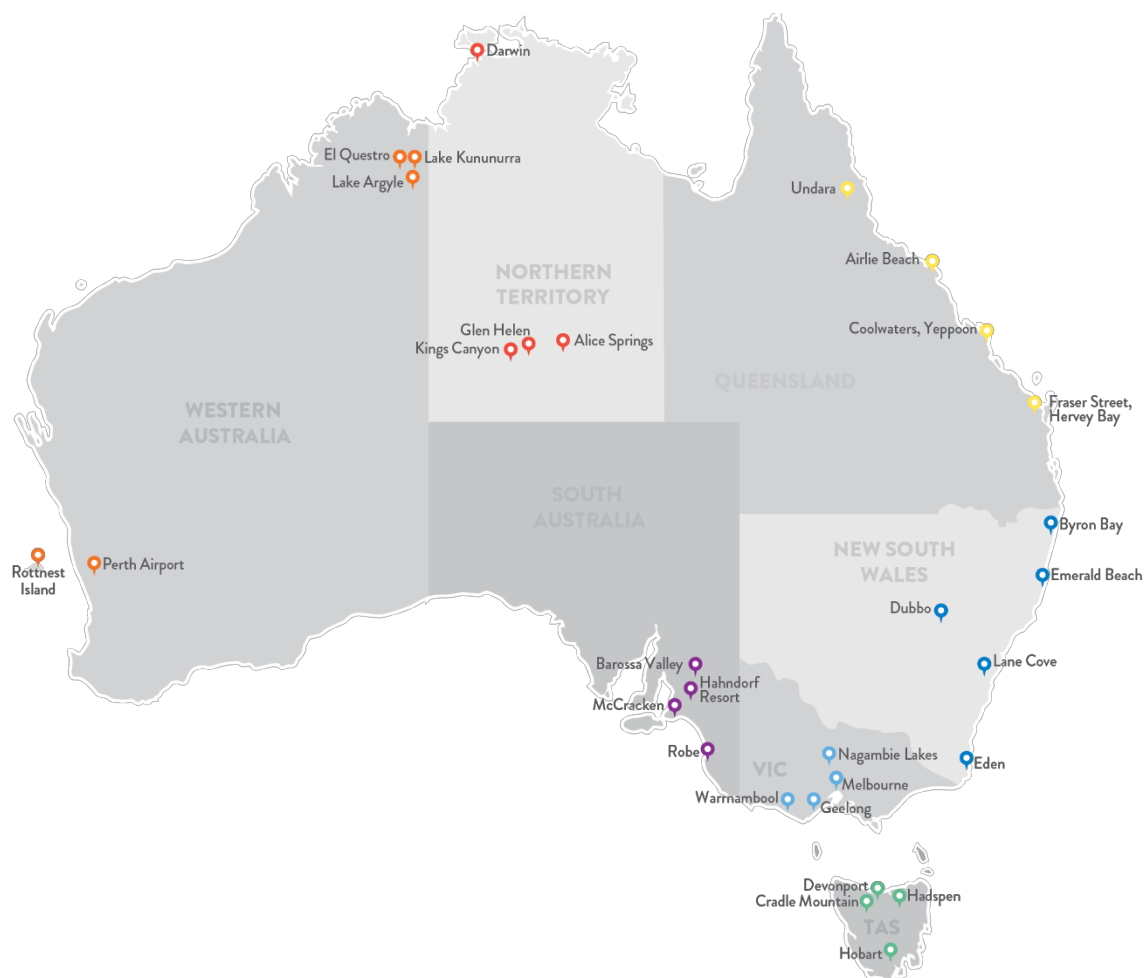 Darwin
El Questro
Lake Kununurra
Lake Argyle
Undara
Airlie Beach
NORTHERN
TERRITORY
Glen Helen
Kings Canyon
Alice Springs
Coolwaters, Yeppoon
QUEENSLAND
WESTERN
AUSTRALIA
Fraser Street,
Hervey Bay
SOUTH
AUSTRALIA
Byron Bay
NEW SOUTH
WALES
Rottnest
Island
Perth Airport
Emerald Beach
Dubbo
Lane Cove
Barossa Valley
Hahndorf
Resort
McCracken
Robe
VIC
Nagambie Lakes
Eden
Melbourne
Warrnambool
Geelong
Devonport
Cradle Mountain
Hadspen
TAS
Hobart